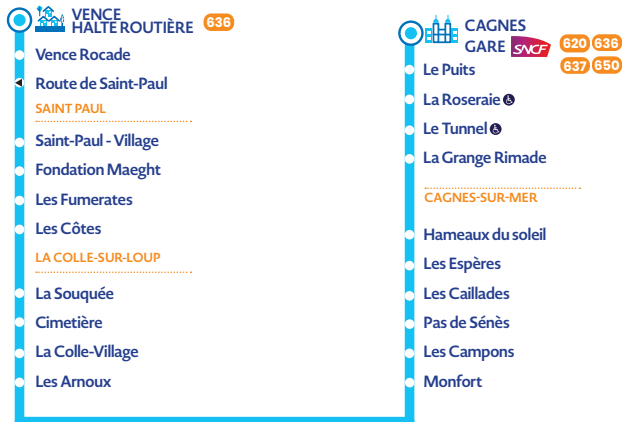 VENCE
HALTE ROUTIÈRE 636
Vence Rocade
Route de Saint-Paul
SAINT PAUL
Saint-Paul - Village
Fondation Maeght
Les Fumerates
Les Côtes
LA COLLE-SUR-LOUP
La Souquée
Cimetière
La Colle-Village
Les Arnoux
CAGNES
GARE SNCF 620 636
637 650
Le Puits
La Roseraie
Le Tunnel
La Grange Rimade
CAGNES-SUR-MER
Hameaux du soleil
Les Espères
Les Caillades
Pas de Sénès
Les Campons
Monfort